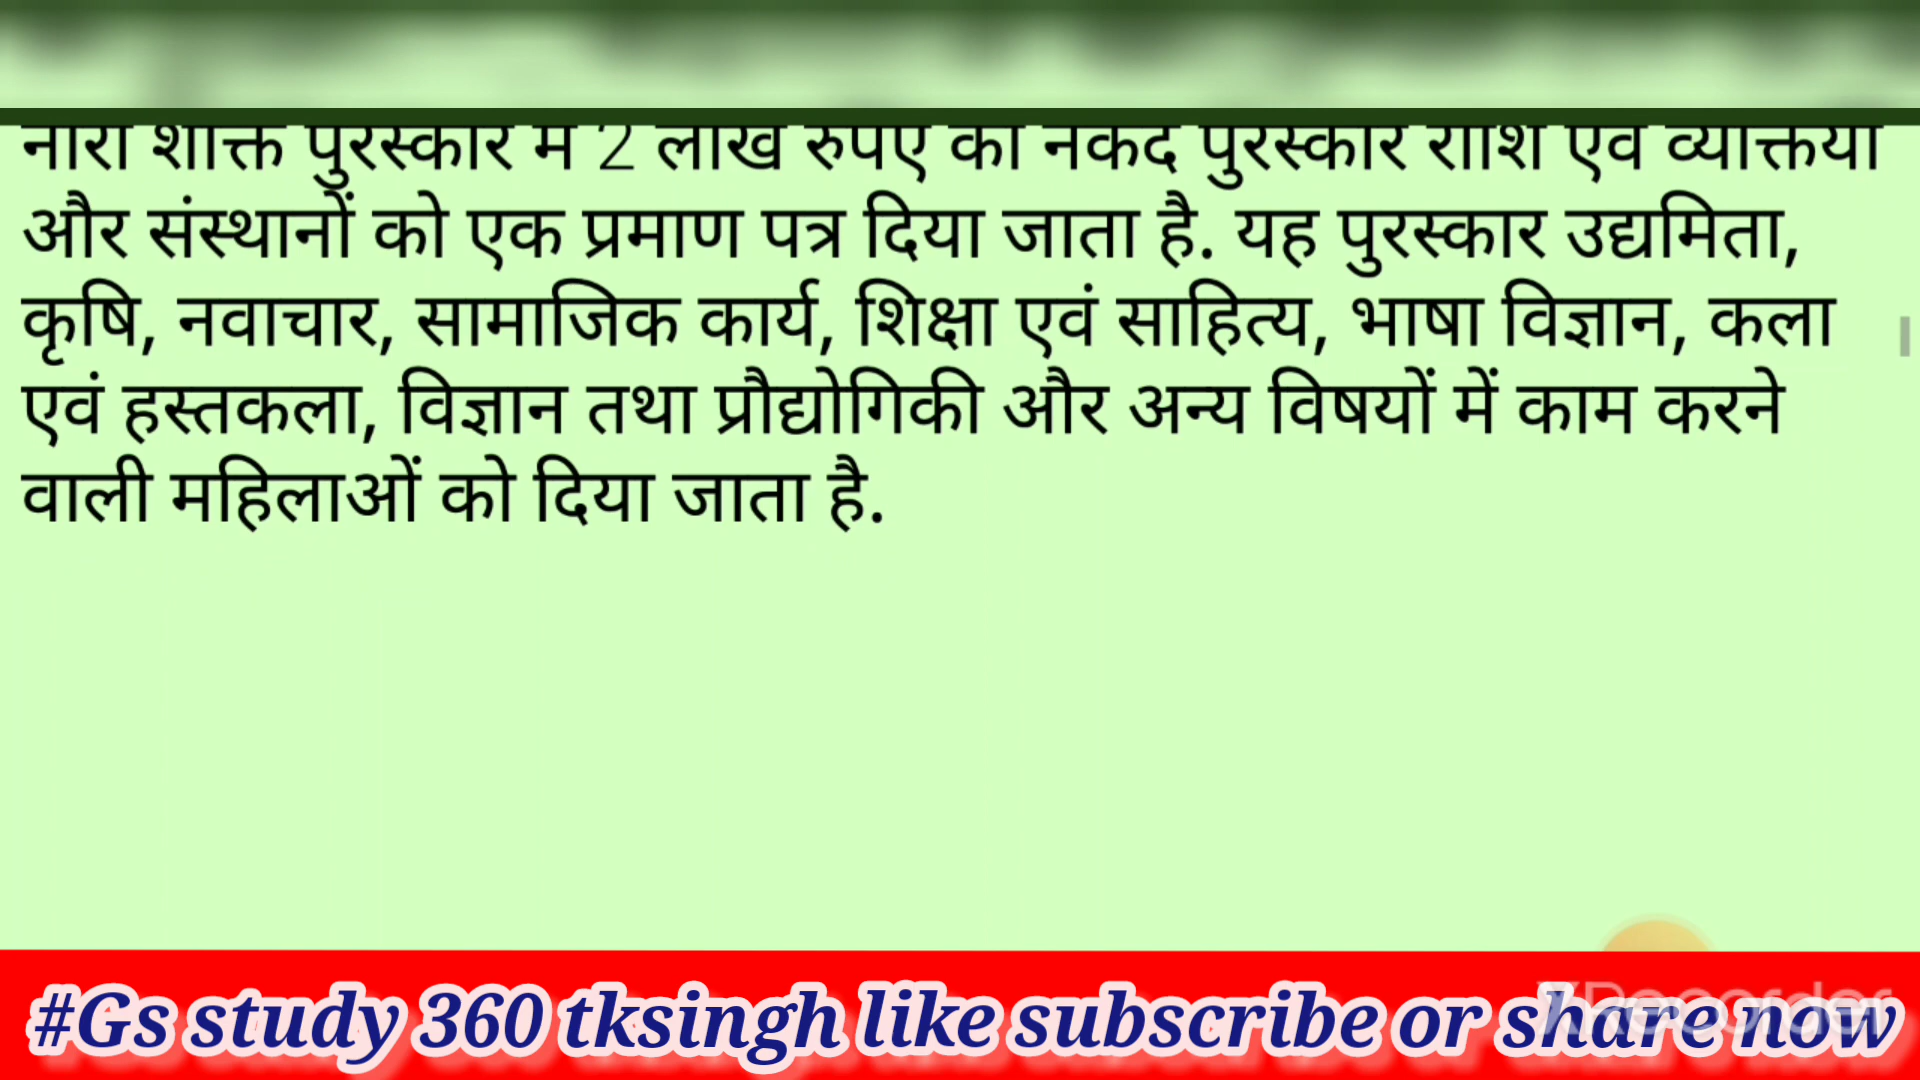 नारी शक्ति पुरस्कार में 2 लाख रुपए की नकद पुरस्कार राशि एवं व्यक्तियों
और संस्थानों को एक प्रमाण पत्र दिया जाता है. यह पुरस्कार उद्यमिता,
कृषि, नवाचार, सामाजिक कार्य, शिक्षा एवं साहित्य, भाषा विज्ञान, कला
एवं हस्तकला, विज्ञान तथा प्रौद्योगिकी और अन्य विषयों में काम करने
वाली महिलाओं को दिया जाता है.
#Gs study 360 tksingh like subscribe or share now
XRecorder